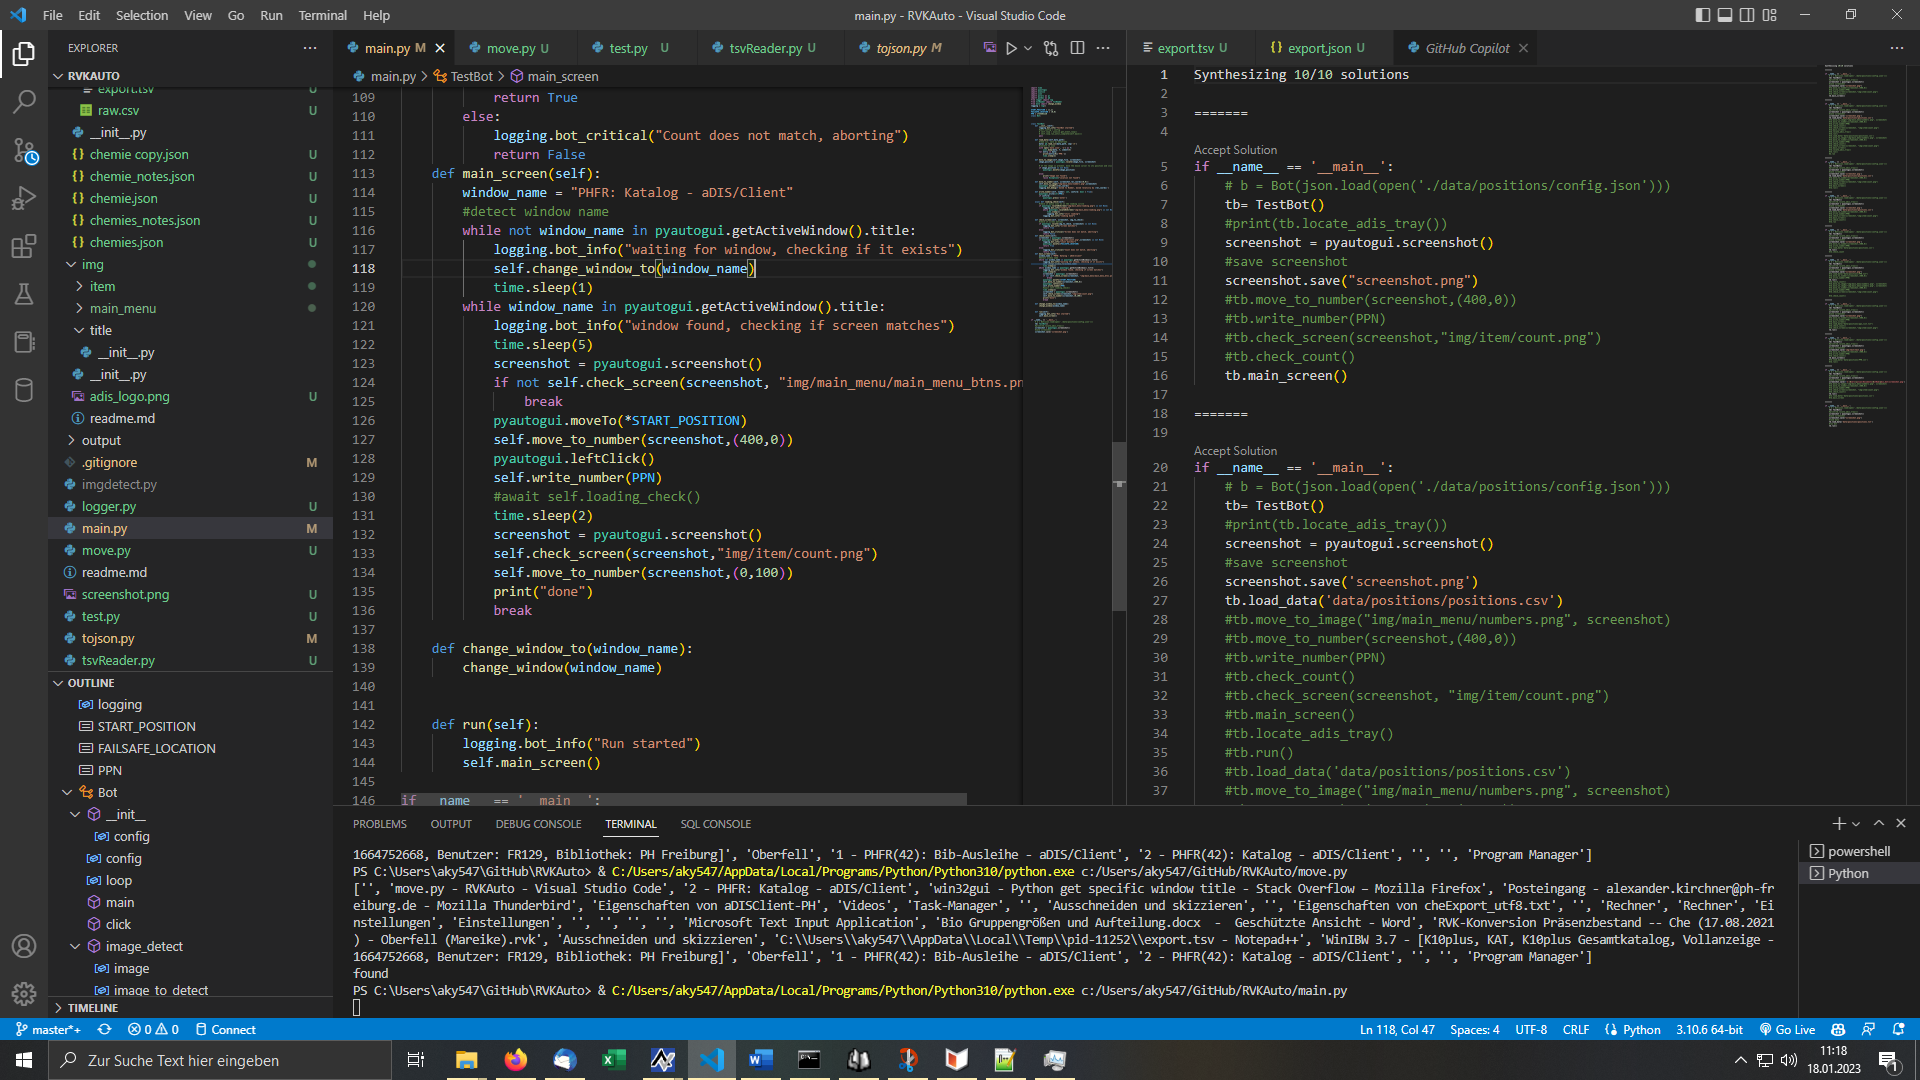 File Edit Selection View Go Run Terminal Help
main.py - RVKAuto - Visual Studio Code
EXPLORER
RVKAUTO
export.tsv U
raw.csv U
__init__.py
chemie copy.json U
chemie_notes.json U
chemie.json U
chemies_notes.json U
chemies.json U
img
item
main_menu
title
__init__.py
__init__.py
adis_logo.png U
readme.md
output
.gitignore M
imgdetect.py
logger.py U
main.py M
move.py U
readme.md
screenshot.png U
test.py U
tojson.py M
tsvReader.py U
OUTLINE
logging
START_POSITION
FAILSAFE_LOCATION
PPN
Bot
__init__
config
config
loop
main
click
image_detect
image
image_to_detect
TIMELINE
main.py M
move.py U
test.py U
tsvReader.py U
tojson.py M
main.py > TestBot > main_screen
109 return True
110 else:
111 logging.bot_critical("Count does not match, aborting")
112 return False
113 def main_screen(self):
114 window_name = "PHFR: Katalog - aDIS/Client"
115 #detect window name
116 while not window_name in pyautogui.getActiveWindow().title:
117 logging.bot_info("waiting for window, checking if it exists")
118 self.change_window_to(window_name)
119 time.sleep(1)
120 while window_name in pyautogui.getActiveWindow().title:
121 logging.bot_info("window found, checking if screen matches")
122 time.sleep(5)
123 screenshot = pyautogui.screenshot()
124 if not self.check_screen(screenshot, "img/main_menu/main_menu_btns.pn
125 break
126 pyautogui.moveTo(*START_POSITION)
127 self.move_to_number(screenshot,(400,0))
128 pyautogui.leftClick()
129 self.write_number(PPN)
130 #await self.loading_check()
131 time.sleep(2)
132 screenshot = pyautogui.screenshot()
133 self.check_screen(screenshot,"img/item/count.png")
134 self.move_to_number(screenshot,(0,100))
135 print("done")
136 break
137
138 def change_window_to(window_name):
139 change_window(window_name)
140
141
142 def run(self):
143 logging.bot_info("Run started")
144 self.main_screen()
145
146 if __name__ == '__main__':
export.tsv U
export.json U
GitHub Copilot
1 Synthesizing 10/10 solutions
2
3 =======
4
Accept Solution
5 if __name__ == '__main__':
6 # b = Bot(json.load(open('./data/positions/config.json')))
7 tb= TestBot()
8 #print(tb.locate_adis_tray())
9 screenshot = pyautogui.screenshot()
10 #save screenshot
11 screenshot.save("screenshot.png")
12 #tb.move_to_number(screenshot,(400,0))
13 #tb.write_number(PPN)
14 #tb.check_screen(screenshot,"img/item/count.png")
15 #tb.check_count()
16 tb.main_screen()
17
18 =======
19
Accept Solution
20 if __name__ == '__main__':
21 # b = Bot(json.load(open('./data/positions/config.json')))
22 tb= TestBot()
23 #print(tb.locate_adis_tray())
24 screenshot = pyautogui.screenshot()
25 #save screenshot
26 screenshot.save('screenshot.png')
27 tb.load_data('data/positions/positions.csv')
28 #tb.move_to_image("img/main_menu/numbers.png", screenshot)
29 #tb.move_to_number(screenshot,(400,0))
30 #tb.write_number(PPN)
31 #tb.check_count()
32 #tb.check_screen(screenshot, "img/item/count.png")
33 #tb.main_screen()
34 #tb.locate_adis_tray()
35 #tb.run()
36 #tb.load_data('data/positions/positions.csv')
37 #tb.move_to_image("img/main_menu/numbers.png", screenshot)
PROBLEMS OUTPUT DEBUG CONSOLE TERMINAL SQL CONSOLE
1664752668, Benutzer: FR129, Bibliothek: PH Freiburg]', 'Oberfell', '1 - PHFR(42): Bib-Ausleihe - aDIS/Client', '2 - PHFR(42): Katalog - aDIS/Client', '', '', 'Program Manager']
PS C:\Users\aky547\GitHub\RVKAuto> & C:/Users/aky547/AppData/Local/Programs/Python/Python310/python.exe c:/Users/aky547/GitHub/RVKAuto/move.py
['', 'move.py - RVKAuto - Visual Studio Code', '2 - PHFR: Katalog - aDIS/Client', 'win32gui - Python get specific window title - Stack Overflow — Mozilla Firefox', 'Posteingang - alexander.kirchner@ph-fr
eiburg.de - Mozilla Thunderbird', 'Eigenschaften von aDISClient-PH', 'Videos', 'Task-Manager', '', 'Ausschneiden und skizzieren', '', 'Eigenschaften von cheExport_utf8.txt', '', 'Rechner', 'Rechner', 'Ei
nstellungen', 'Einstellungen', '', '', '', '', 'Microsoft Text Input Application', 'Bio Gruppengrößen und Aufteilung.docx  -  Geschützte Ansicht - Word', 'RVK-Konversion Präsenzbestand -- Che (17.08.2021
) - Oberfell (Mareike).rvk', 'Ausschneiden und skizzieren', 'C:\\Users\\aky547\\AppData\\Local\\Temp\\pid-11252\\export.tsv - Notepad++', 'WinIBW 3.7 - [K10plus, KAT, K10plus Gesamtkatalog, Vollanzeige -
1664752668, Benutzer: FR129, Bibliothek: PH Freiburg]', 'Oberfell', '1 - PHFR(42): Bib-Ausleihe - aDIS/Client', '2 - PHFR(42): Katalog - aDIS/Client', '', '', 'Program Manager']
found
PS C:\Users\aky547\GitHub\RVKAuto> & C:/Users/aky547/AppData/Local/Programs/Python/Python310/python.exe c:/Users/aky547/GitHub/RVKAuto/main.py
powershell
Python
master*+ 0 0 Connect
Ln 118, Col 47 Spaces: 4 UTF-8 CRLF Python 3.10.6 64-bit Go Live
Zur Suche Text hier eingeben
11:18
18.01.2023
1